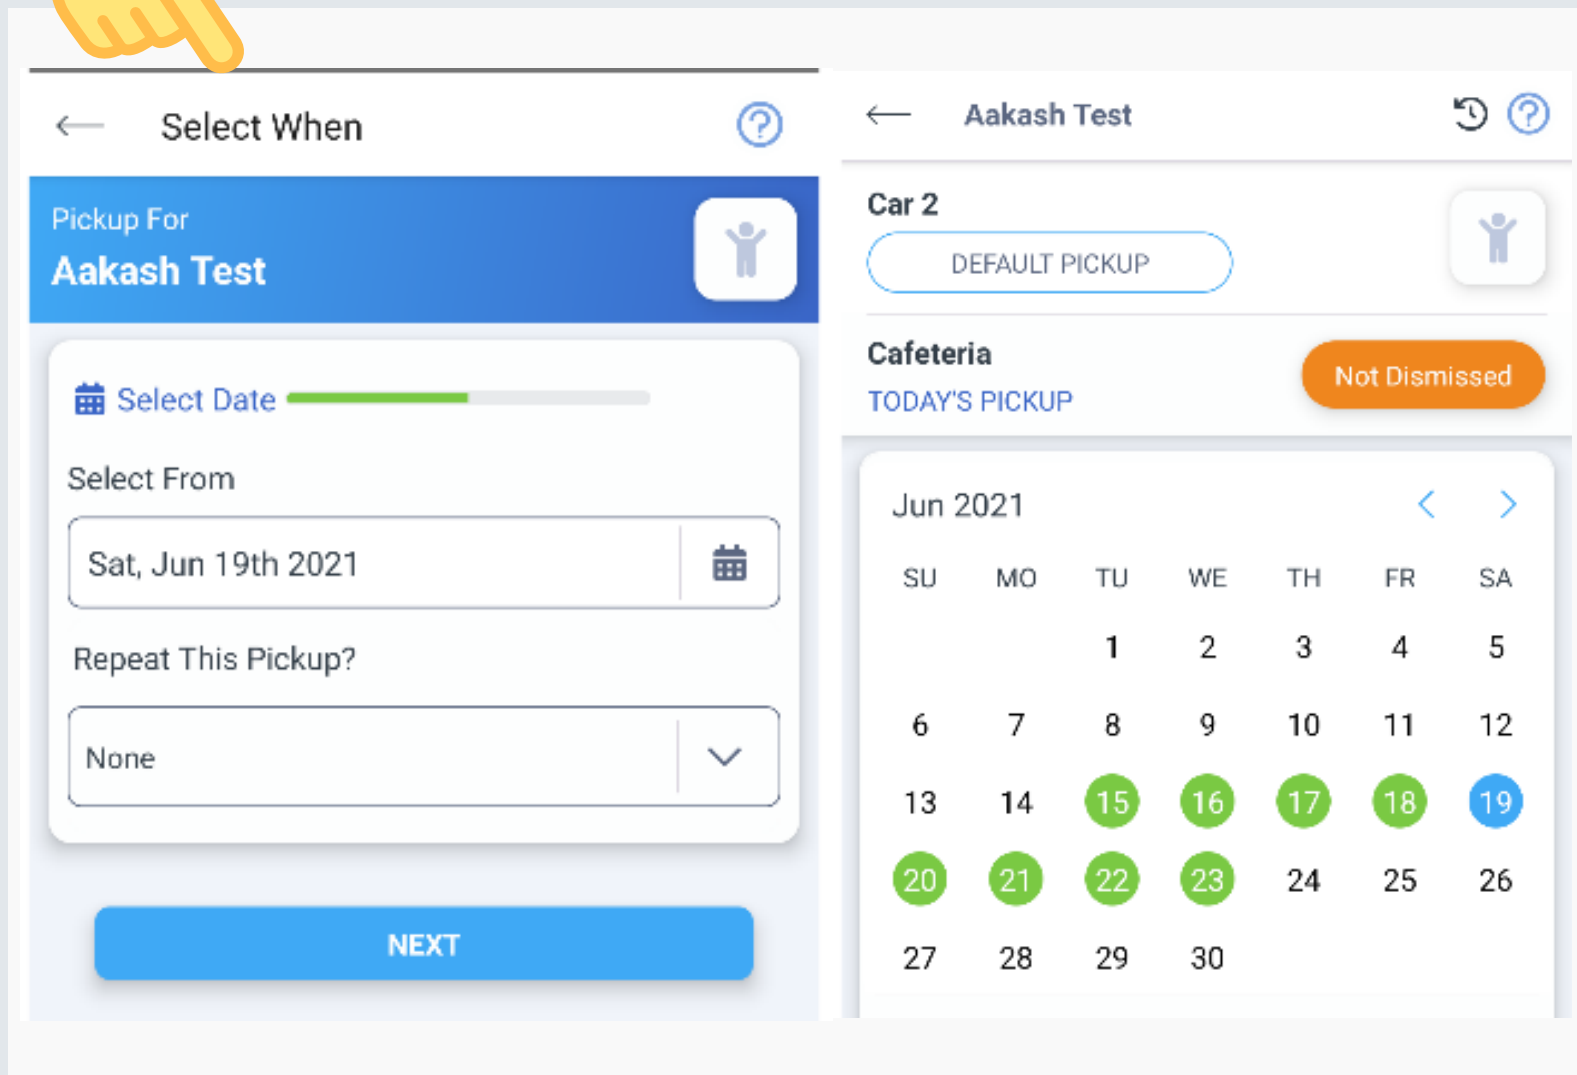 Select When
Pickup For
Aakash Test
Select Date
Select From
Sat, Jun 19th 2021
Repeat This Pickup?
None
NEXT
Aakash Test
Car 2
DEFAULT PICKUP
Cafeteria
TODAY'S PICKUP
Not Dismissed
Jun 2021
SU MO TU WE TH FR SA
1 2 3 4 5
6 7 8 9 10 11 12
13 14 15 16 17 18 19
20 21 22 23 24 25 26
27 28 29 30